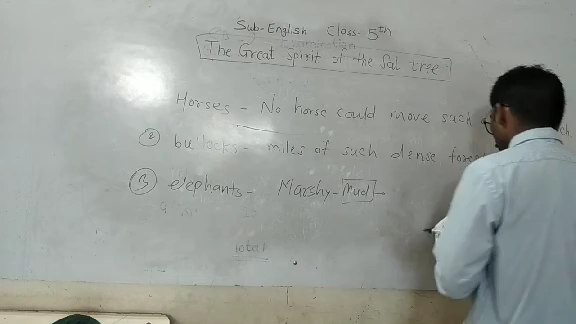 Sub-English Class-5th
The Great spirit of the Sal tree
Horses - No horse could move such
② bullocks - miles of such dense fore
③ elephants - Marshy - Mud -
Total